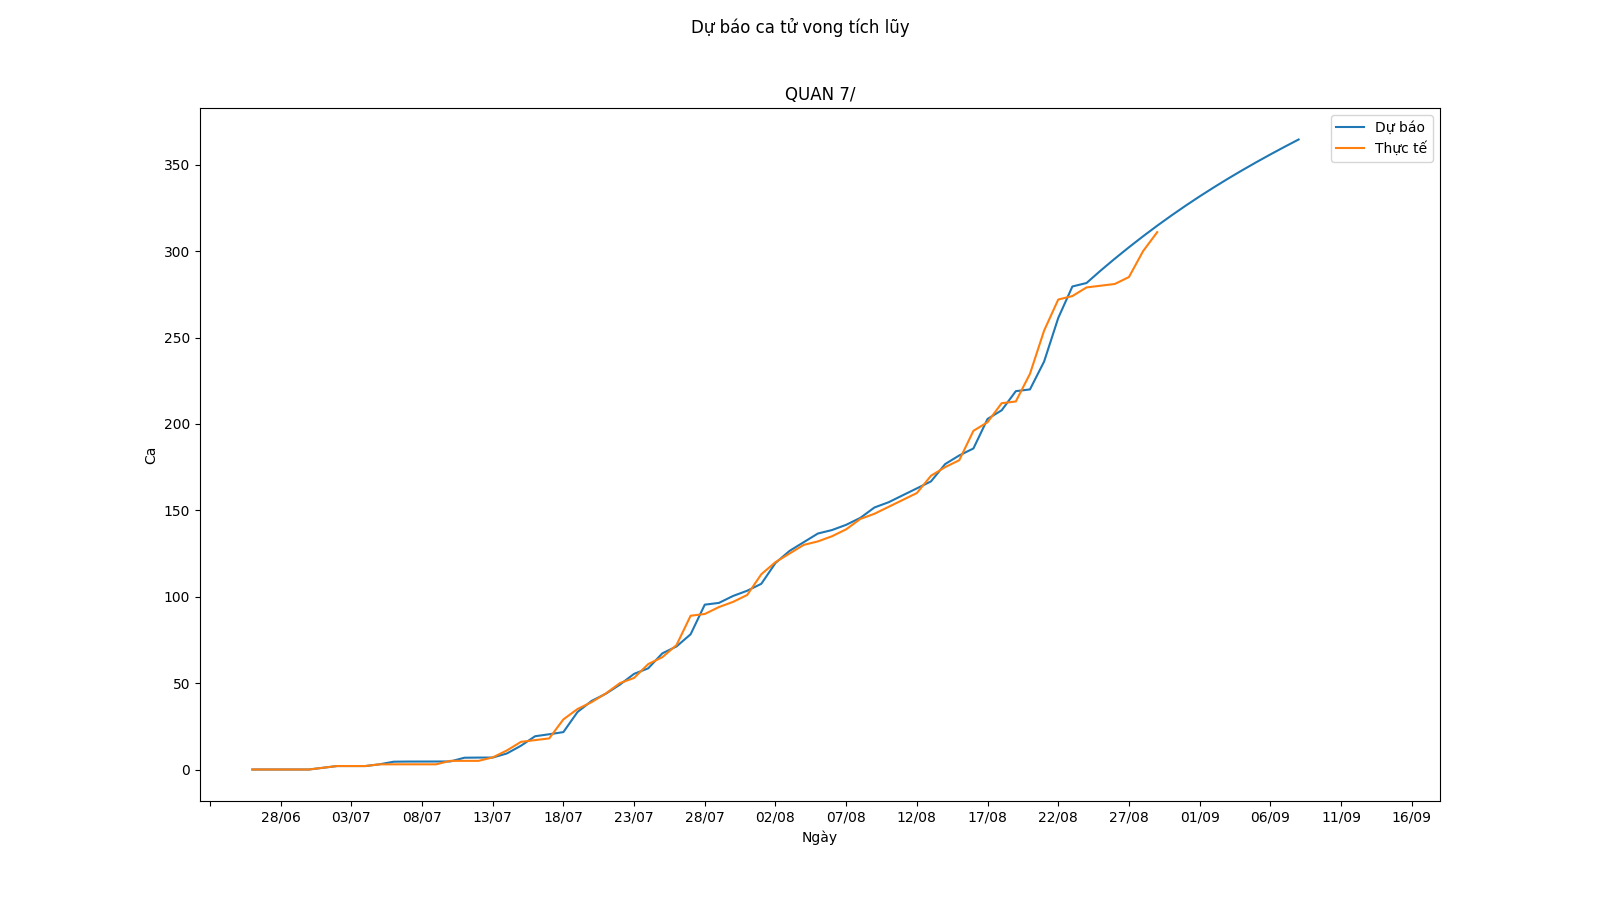 Dự báo ca tử vong tích lũy
QUAN 7/
Dự báo
Thực tế
350
300
250
200
150
100
50
0
Ca
28/06 03/07 08/07 13/07 18/07 23/07 28/07 02/08 07/08 12/08 17/08 22/08 27/08 01/09 06/09 11/09 16/09
Ngày